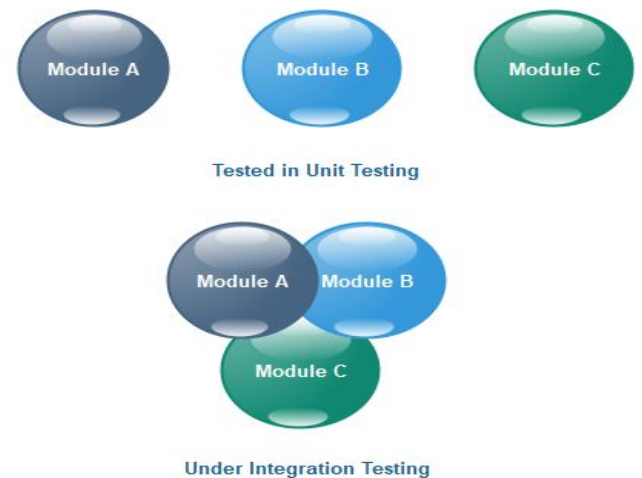 Module A
Module B
Module C
Tested in Unit Testing
Module A
Module B
Module C
Under Integration Testing